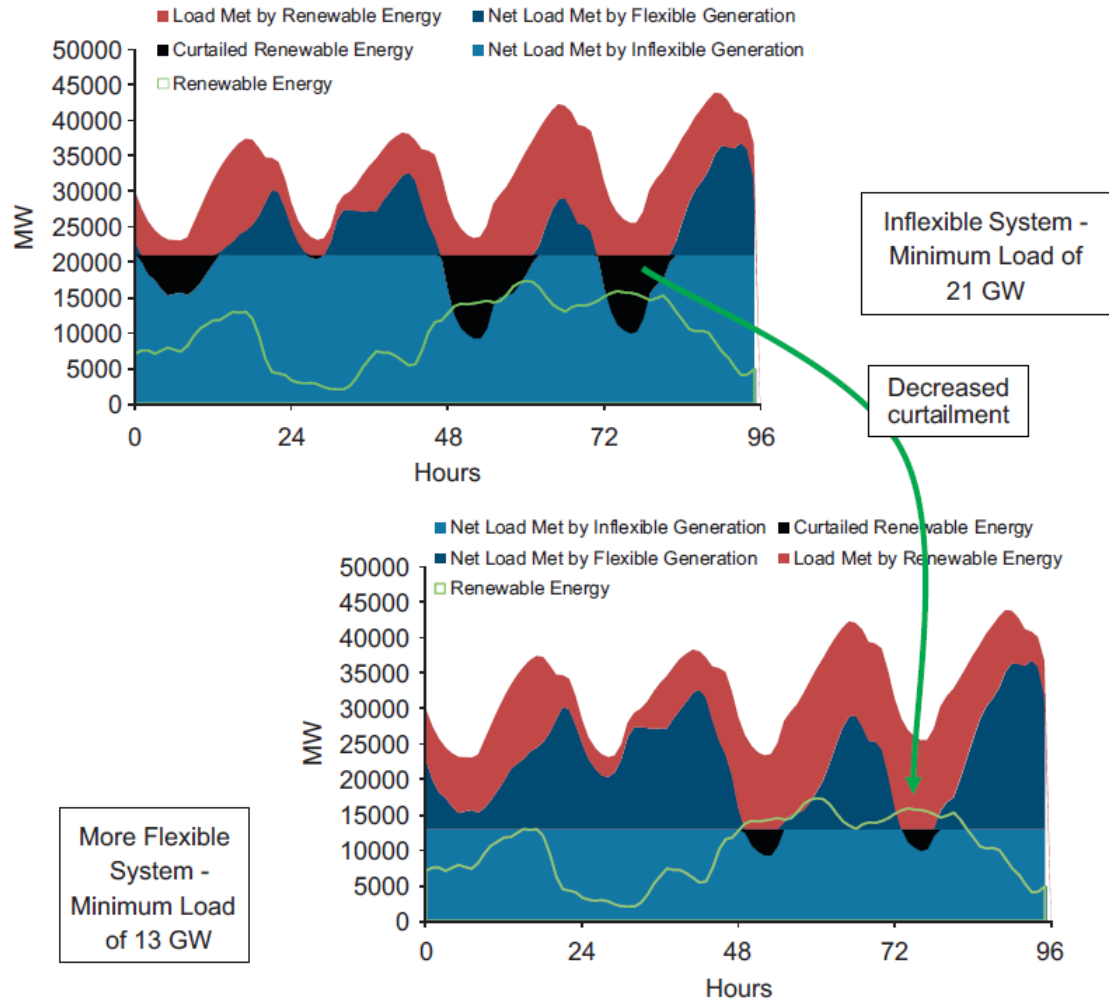 Load Met by Renewable Energy
Net Load Met by Flexible Generation
Curtailed Renewable Energy
Net Load Met by Inflexible Generation
Renewable Energy
50000
45000
40000
35000
30000
25000
20000
15000
10000
5000
0
MW
0 24 48 72 96
Hours
Inflexible System -
Minimum Load of
21 GW
Decreased
curtailment
Net Load Met by Inflexible Generation
Curtailed Renewable Energy
Net Load Met by Flexible Generation
Load Met by Renewable Energy
Renewable Energy
50000
45000
40000
35000
30000
25000
20000
15000
10000
5000
0
MW
0 24 48 72 96
Hours
More Flexible
System -
Minimum Load
of 13 GW